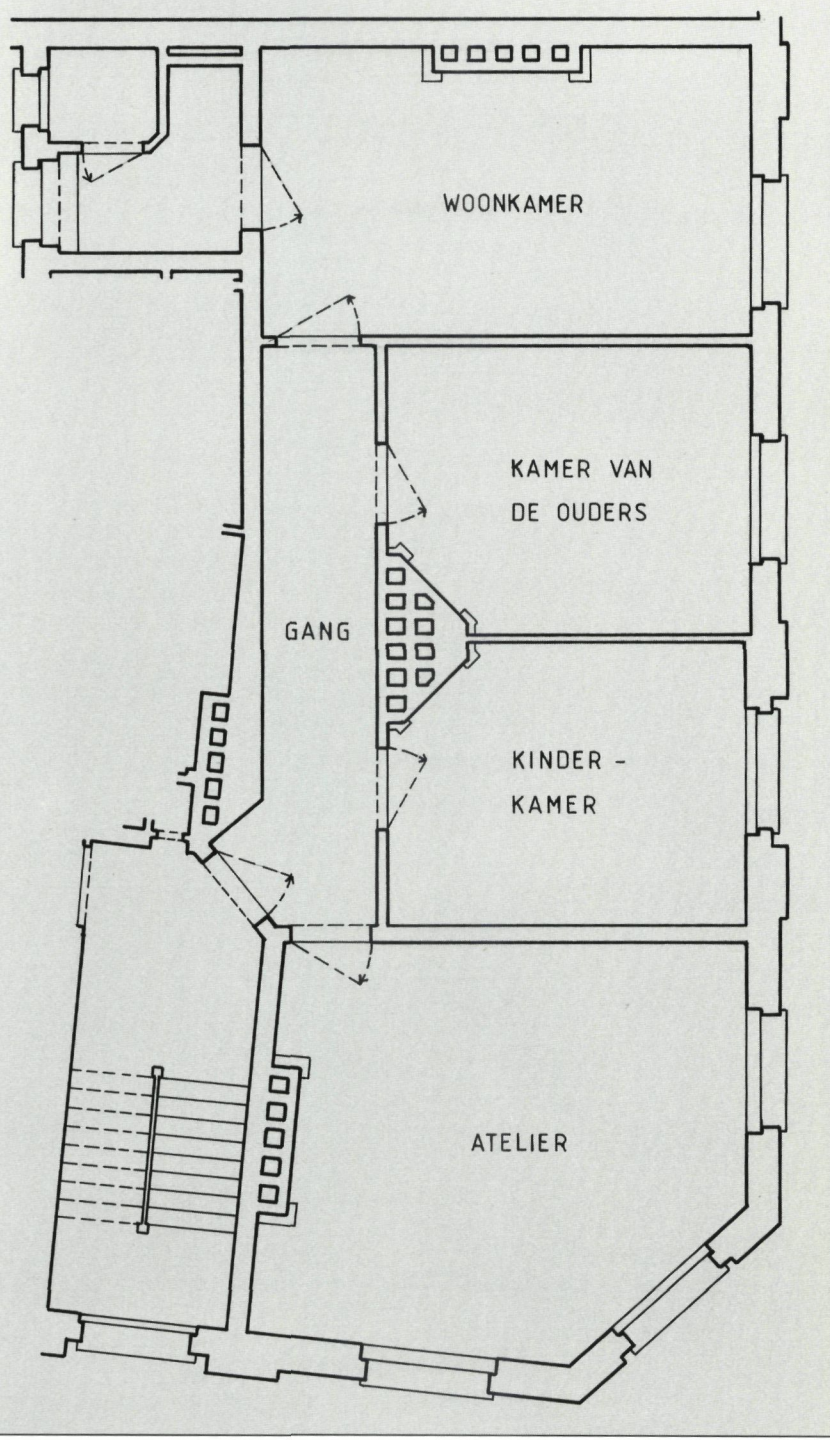 WOONKAMER
KAMER VAN
DE OUDERS
GANG
KINDER -
KAMER
ATELIER